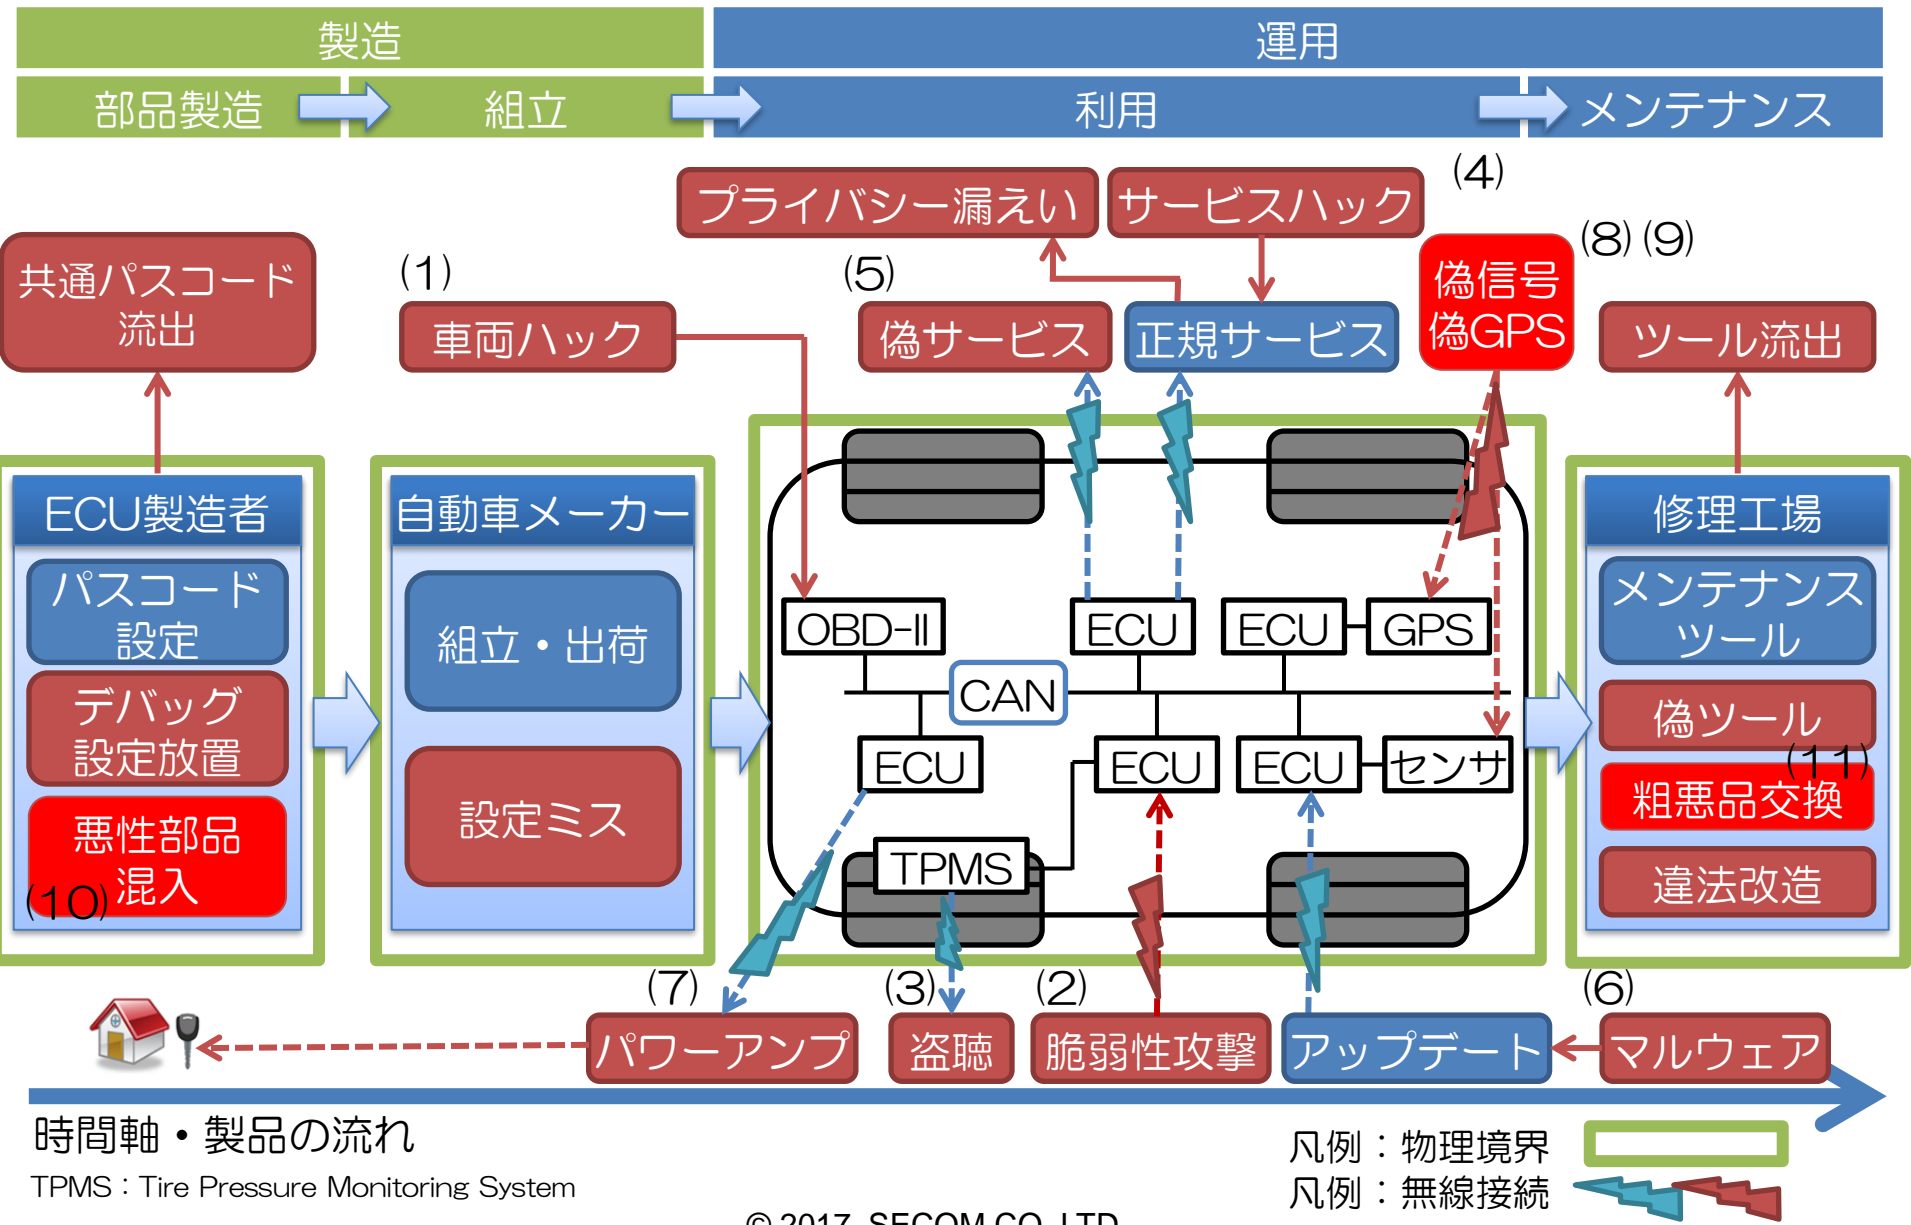 製造
運用
部品製造
組立
利用
メンテナンス
(4)
プライバシー漏えい
サービスハック
(8)(9)
共通パスコード
流出
(1)
車両ハック
(5)
偽サービス
正規サービス
偽信号
偽GPS
ツール流出
ECU製造者
パスコード
設定
デバッグ
設定放置
悪性部品
混入
(10)
自動車メーカー
組立・出荷
設定ミス
OBD-II
ECU
ECU
GPS
CAN
ECU
ECU
ECU
センサ
TPMS
修理工場
メンテナンス
ツール
偽ツール
(11)
粗悪品交換
違法改造
(7)
パワーアンプ
(3)
盗聴
(2)
脆弱性攻撃
アップデート
(6)
マルウェア
時間軸・製品の流れ
TPMS：Tire Pressure Monitoring System
凡例：物理境界
凡例：無線接続
© 2017 SECOM CO.,LTD.